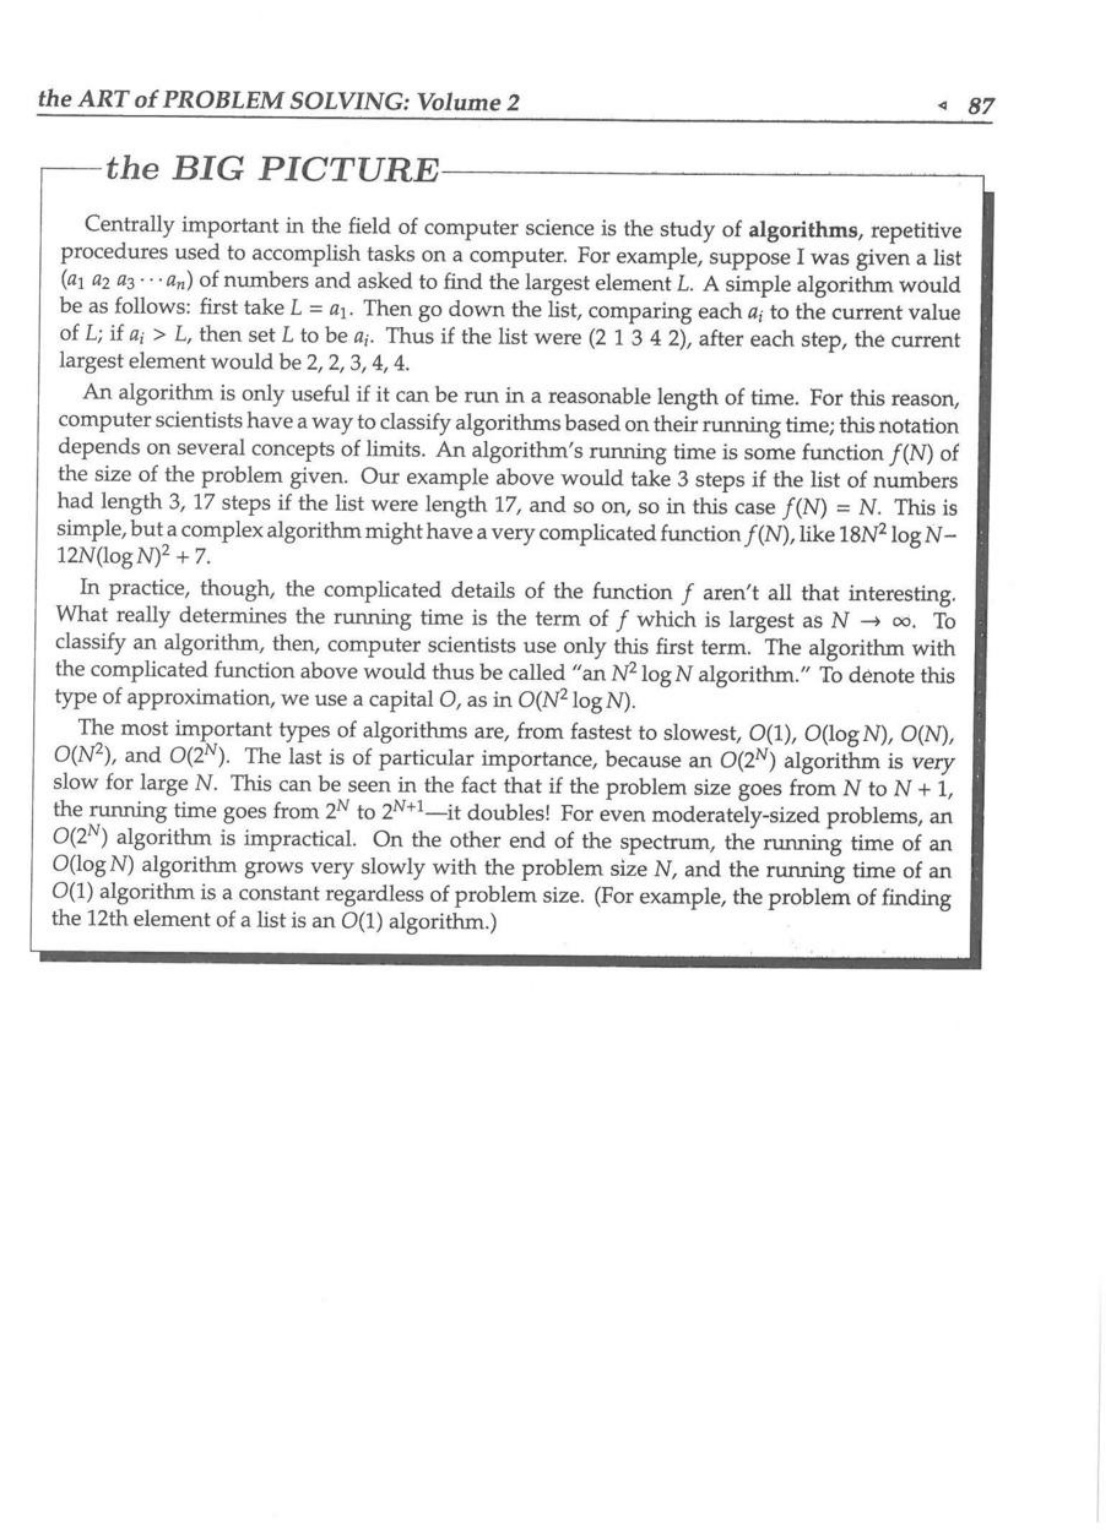 the ART of PROBLEM SOLVING: Volume 2 ◃ 87
the BIG PICTURE
Centrally important in the field of computer science is the study of algorithms, repetitive
procedures used to accomplish tasks on a computer. For example, suppose I was given a list
(a₁ a₂ a₃ ··· aₙ) of numbers and asked to find the largest element L. A simple algorithm would
be as follows: first take L = a₁. Then go down the list, comparing each aᵢ to the current value
of L; if aᵢ > L, then set L to be aᵢ. Thus if the list were (2 1 3 4 2), after each step, the current
largest element would be 2, 2, 3, 4, 4.
An algorithm is only useful if it can be run in a reasonable length of time. For this reason,
computer scientists have a way to classify algorithms based on their running time; this notation
depends on several concepts of limits. An algorithm's running time is some function f(N) of
the size of the problem given. Our example above would take 3 steps if the list of numbers
had length 3, 17 steps if the list were length 17, and so on, so in this case f(N) = N. This is
simple, but a complex algorithm might have a very complicated function f(N), like 18N² log N−
12N(log N)² + 7.
In practice, though, the complicated details of the function f aren't all that interesting.
What really determines the running time is the term of f which is largest as N → ∞. To
classify an algorithm, then, computer scientists use only this first term. The algorithm with
the complicated function above would thus be called "an N² log N algorithm." To denote this
type of approximation, we use a capital O, as in O(N² log N).
The most important types of algorithms are, from fastest to slowest, O(1), O(log N), O(N),
O(N²), and O(2ᴺ). The last is of particular importance, because an O(2ᴺ) algorithm is very
slow for large N. This can be seen in the fact that if the problem size goes from N to N + 1,
the running time goes from 2ᴺ to 2ᴺ⁺¹—it doubles! For even moderately-sized problems, an
O(2ᴺ) algorithm is impractical. On the other end of the spectrum, the running time of an
O(log N) algorithm grows very slowly with the problem size N, and the running time of an
O(1) algorithm is a constant regardless of problem size. (For example, the problem of finding
the 12th element of a list is an O(1) algorithm.)